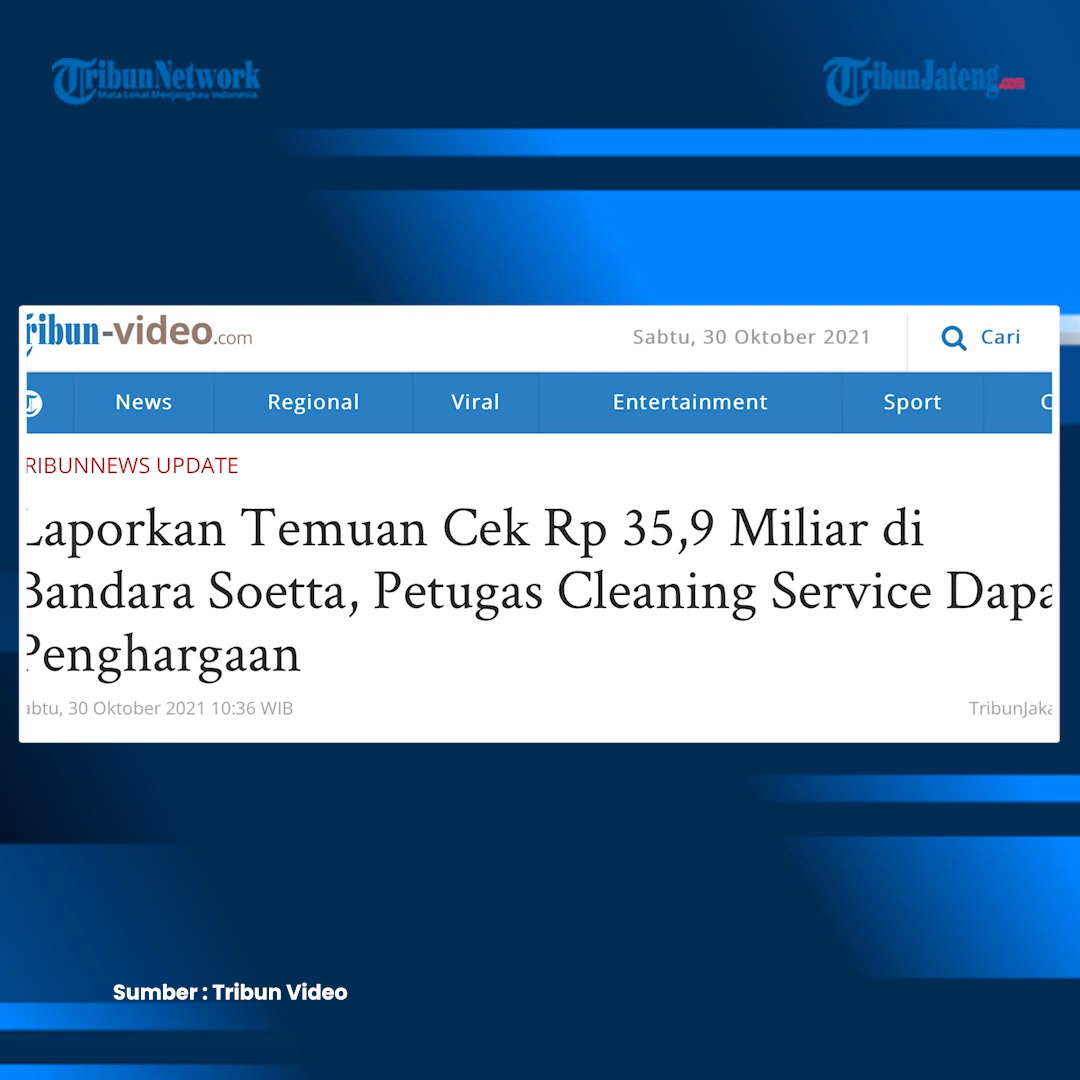 TribunNetwork
Mata Lokal Menjangkau Indonesia
TribunJateng.com
ribun-video.com
Sabtu, 30 Oktober 2021
Cari
News
Regional
Viral
Entertainment
Sport
RIBUNNEWS UPDATE
Laporkan Temuan Cek Rp 35,9 Miliar di
Bandara Soetta, Petugas Cleaning Service Dapa
Penghargaan
abtu, 30 Oktober 2021 10:36 WIB
TribunJaka
Sumber : Tribun Video